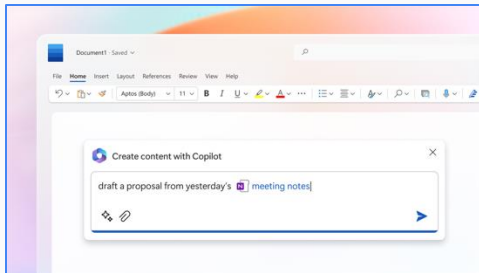 Document1 · Saved
File Home Insert Layout References Review View Help
Aptos (Body) 11 B I U A
Create content with Copilot
draft a proposal from yesterday's meeting notes